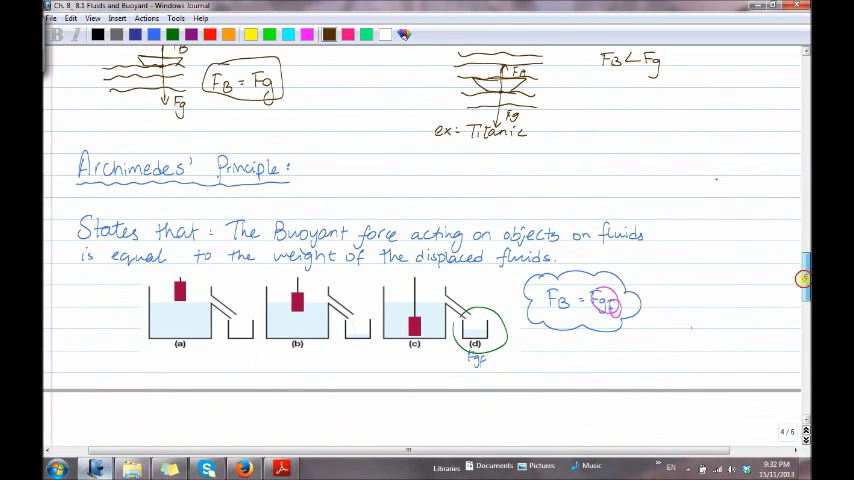 Ch. 8_ 8.1 Fluids and Buoyant - Windows Journal
File Edit View Insert Actions Tools Help
B I
B
FB = Fg
Fg
FB
Fg
FB < Fg
ex: Titanic
Archimedes' Principle:
States that: The Buoyant force acting on objects on fluids
is equal to the weight of the displaced fluids.
FB = Fgf
(a) (b) (c) (d)
Fgf
4 / 6
Libraries Documents Pictures Music » EN 9:32 PM
15/11/2013